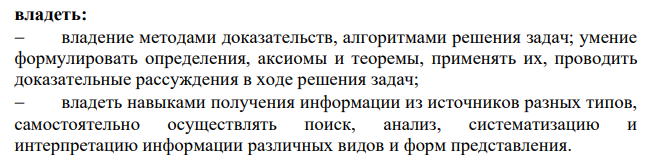 владеть:
– владение методами доказательств, алгоритмами решения задач; умение
формулировать определения, аксиомы и теоремы, применять их, проводить
доказательные рассуждения в ходе решения задач;
– владеть навыками получения информации из источников разных типов,
самостоятельно осуществлять поиск, анализ, систематизацию и
интерпретацию информации различных видов и форм представления.